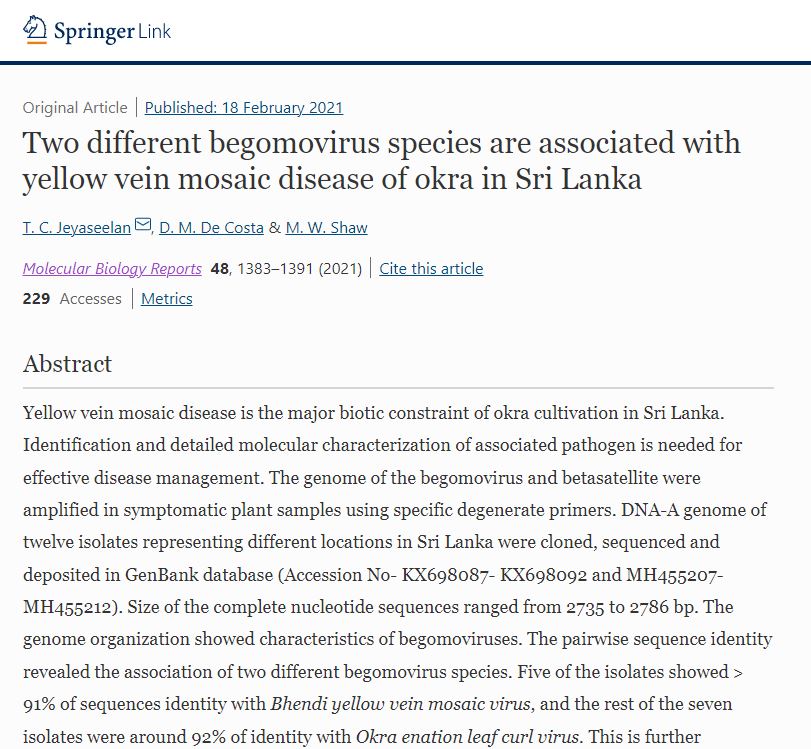 Springer Link
Original Article | Published: 18 February 2021
Two different begomovirus species are associated with
yellow vein mosaic disease of okra in Sri Lanka
T. C. Jeyaseelan, D. M. De Costa & M. W. Shaw
Molecular Biology Reports 48, 1383–1391 (2021) | Cite this article
229 Accesses | Metrics
Abstract
Yellow vein mosaic disease is the major biotic constraint of okra cultivation in Sri Lanka.
Identification and detailed molecular characterization of associated pathogen is needed for
effective disease management. The genome of the begomovirus and betasatellite were
amplified in symptomatic plant samples using specific degenerate primers. DNA-A genome of
twelve isolates representing different locations in Sri Lanka were cloned, sequenced and
deposited in GenBank database (Accession No- KX698087- KX698092 and MH455207-
MH455212). Size of the complete nucleotide sequences ranged from 2735 to 2786 bp. The
genome organization showed characteristics of begomoviruses. The pairwise sequence identity
revealed the association of two different begomovirus species. Five of the isolates showed >
91% of sequences identity with Bhendi yellow vein mosaic virus, and the rest of the seven
isolates were around 92% of identity with Okra enation leaf curl virus. This is further